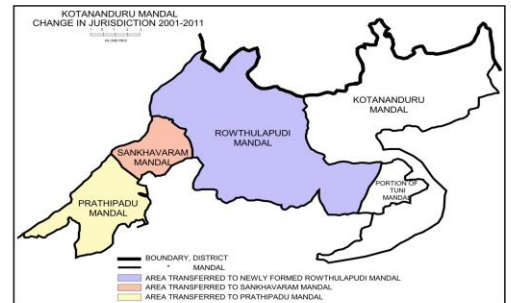 KOTANANDURU MANDAL
CHANGE IN JURISDICTION 2001-2011
KOTANANDURU
MANDAL
ROWTHULAPUDI
MANDAL
SANKHAVARAM
MANDAL
PORTION OF
TUNI
MANDAL
PRATHIPADU
MANDAL
BOUNDARY, DISTRICT
" MANDAL
AREA TRANSFERRED TO NEWLY FORMED ROWTHULAPUDI MANDAL
AREA TRANSFERRED TO SANKHAVARAM MANDAL
AREA TRANSFERRED TO PRATHIPADU MANDAL